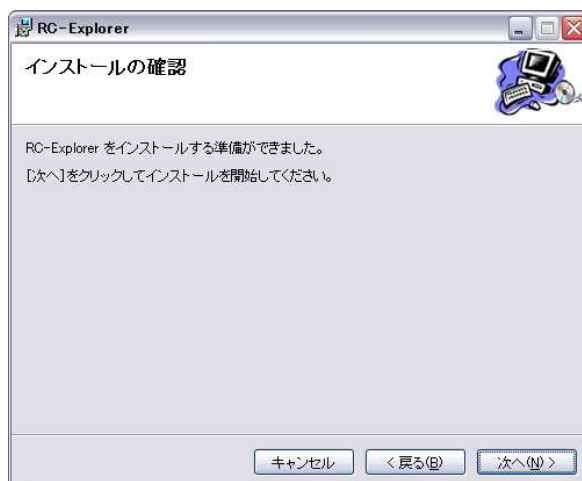 RC-Explorer
インストールの確認
RC-Explorer をインストールする準備ができました。
[次へ]をクリックしてインストールを開始してください。
キャンセル
< 戻る(B)
次へ(N) >